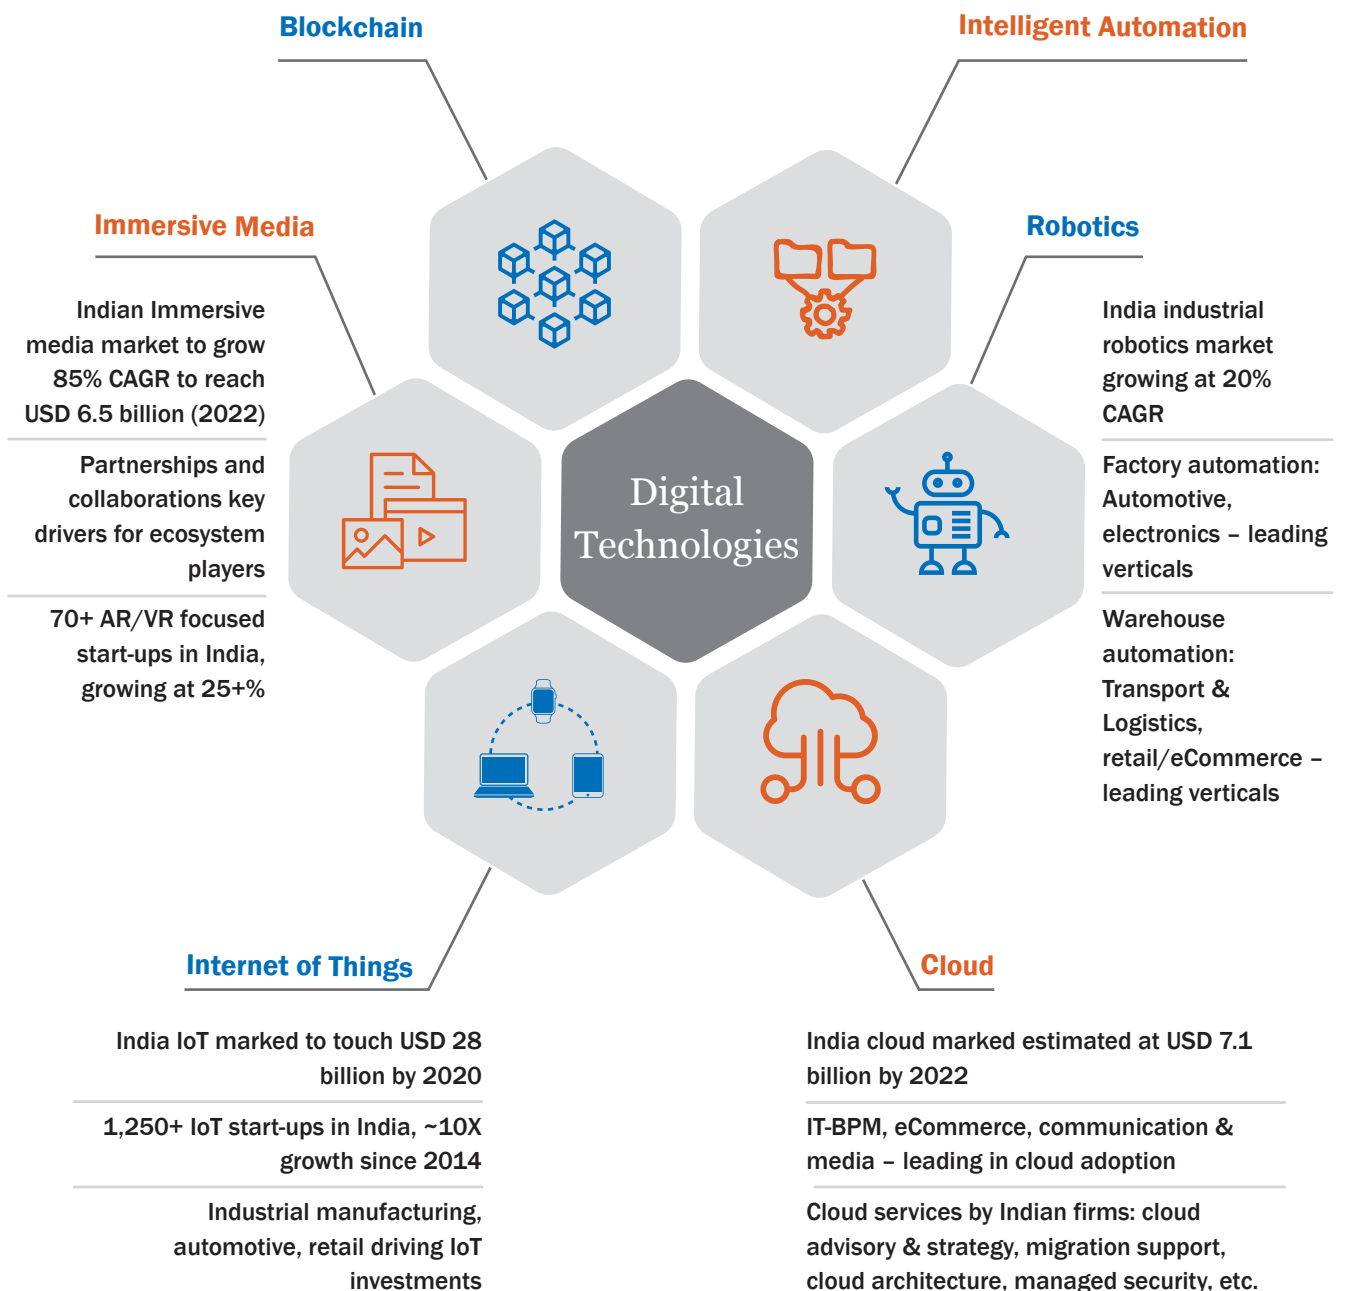 Blockchain
Intelligent Automation
Immersive Media
Indian Immersive
media market to grow
85% CAGR to reach
USD 6.5 billion (2022)
Partnerships and
collaborations key
drivers for ecosystem
players
70+ AR/VR focused
start-ups in India,
growing at 25+%
Robotics
India industrial
robotics market
growing at 20%
CAGR
Factory automation:
Automotive,
electronics – leading
verticals
Warehouse
automation:
Transport &
Logistics,
retail/eCommerce –
leading verticals
Digital
Technologies
Internet of Things
India IoT marked to touch USD 28
billion by 2020
1,250+ IoT start-ups in India, ~10X
growth since 2014
Industrial manufacturing,
automotive, retail driving IoT
investments
Cloud
India cloud marked estimated at USD 7.1
billion by 2022
IT-BPM, eCommerce, communication &
media – leading in cloud adoption
Cloud services by Indian firms: cloud
advisory & strategy, migration support,
cloud architecture, managed security, etc.